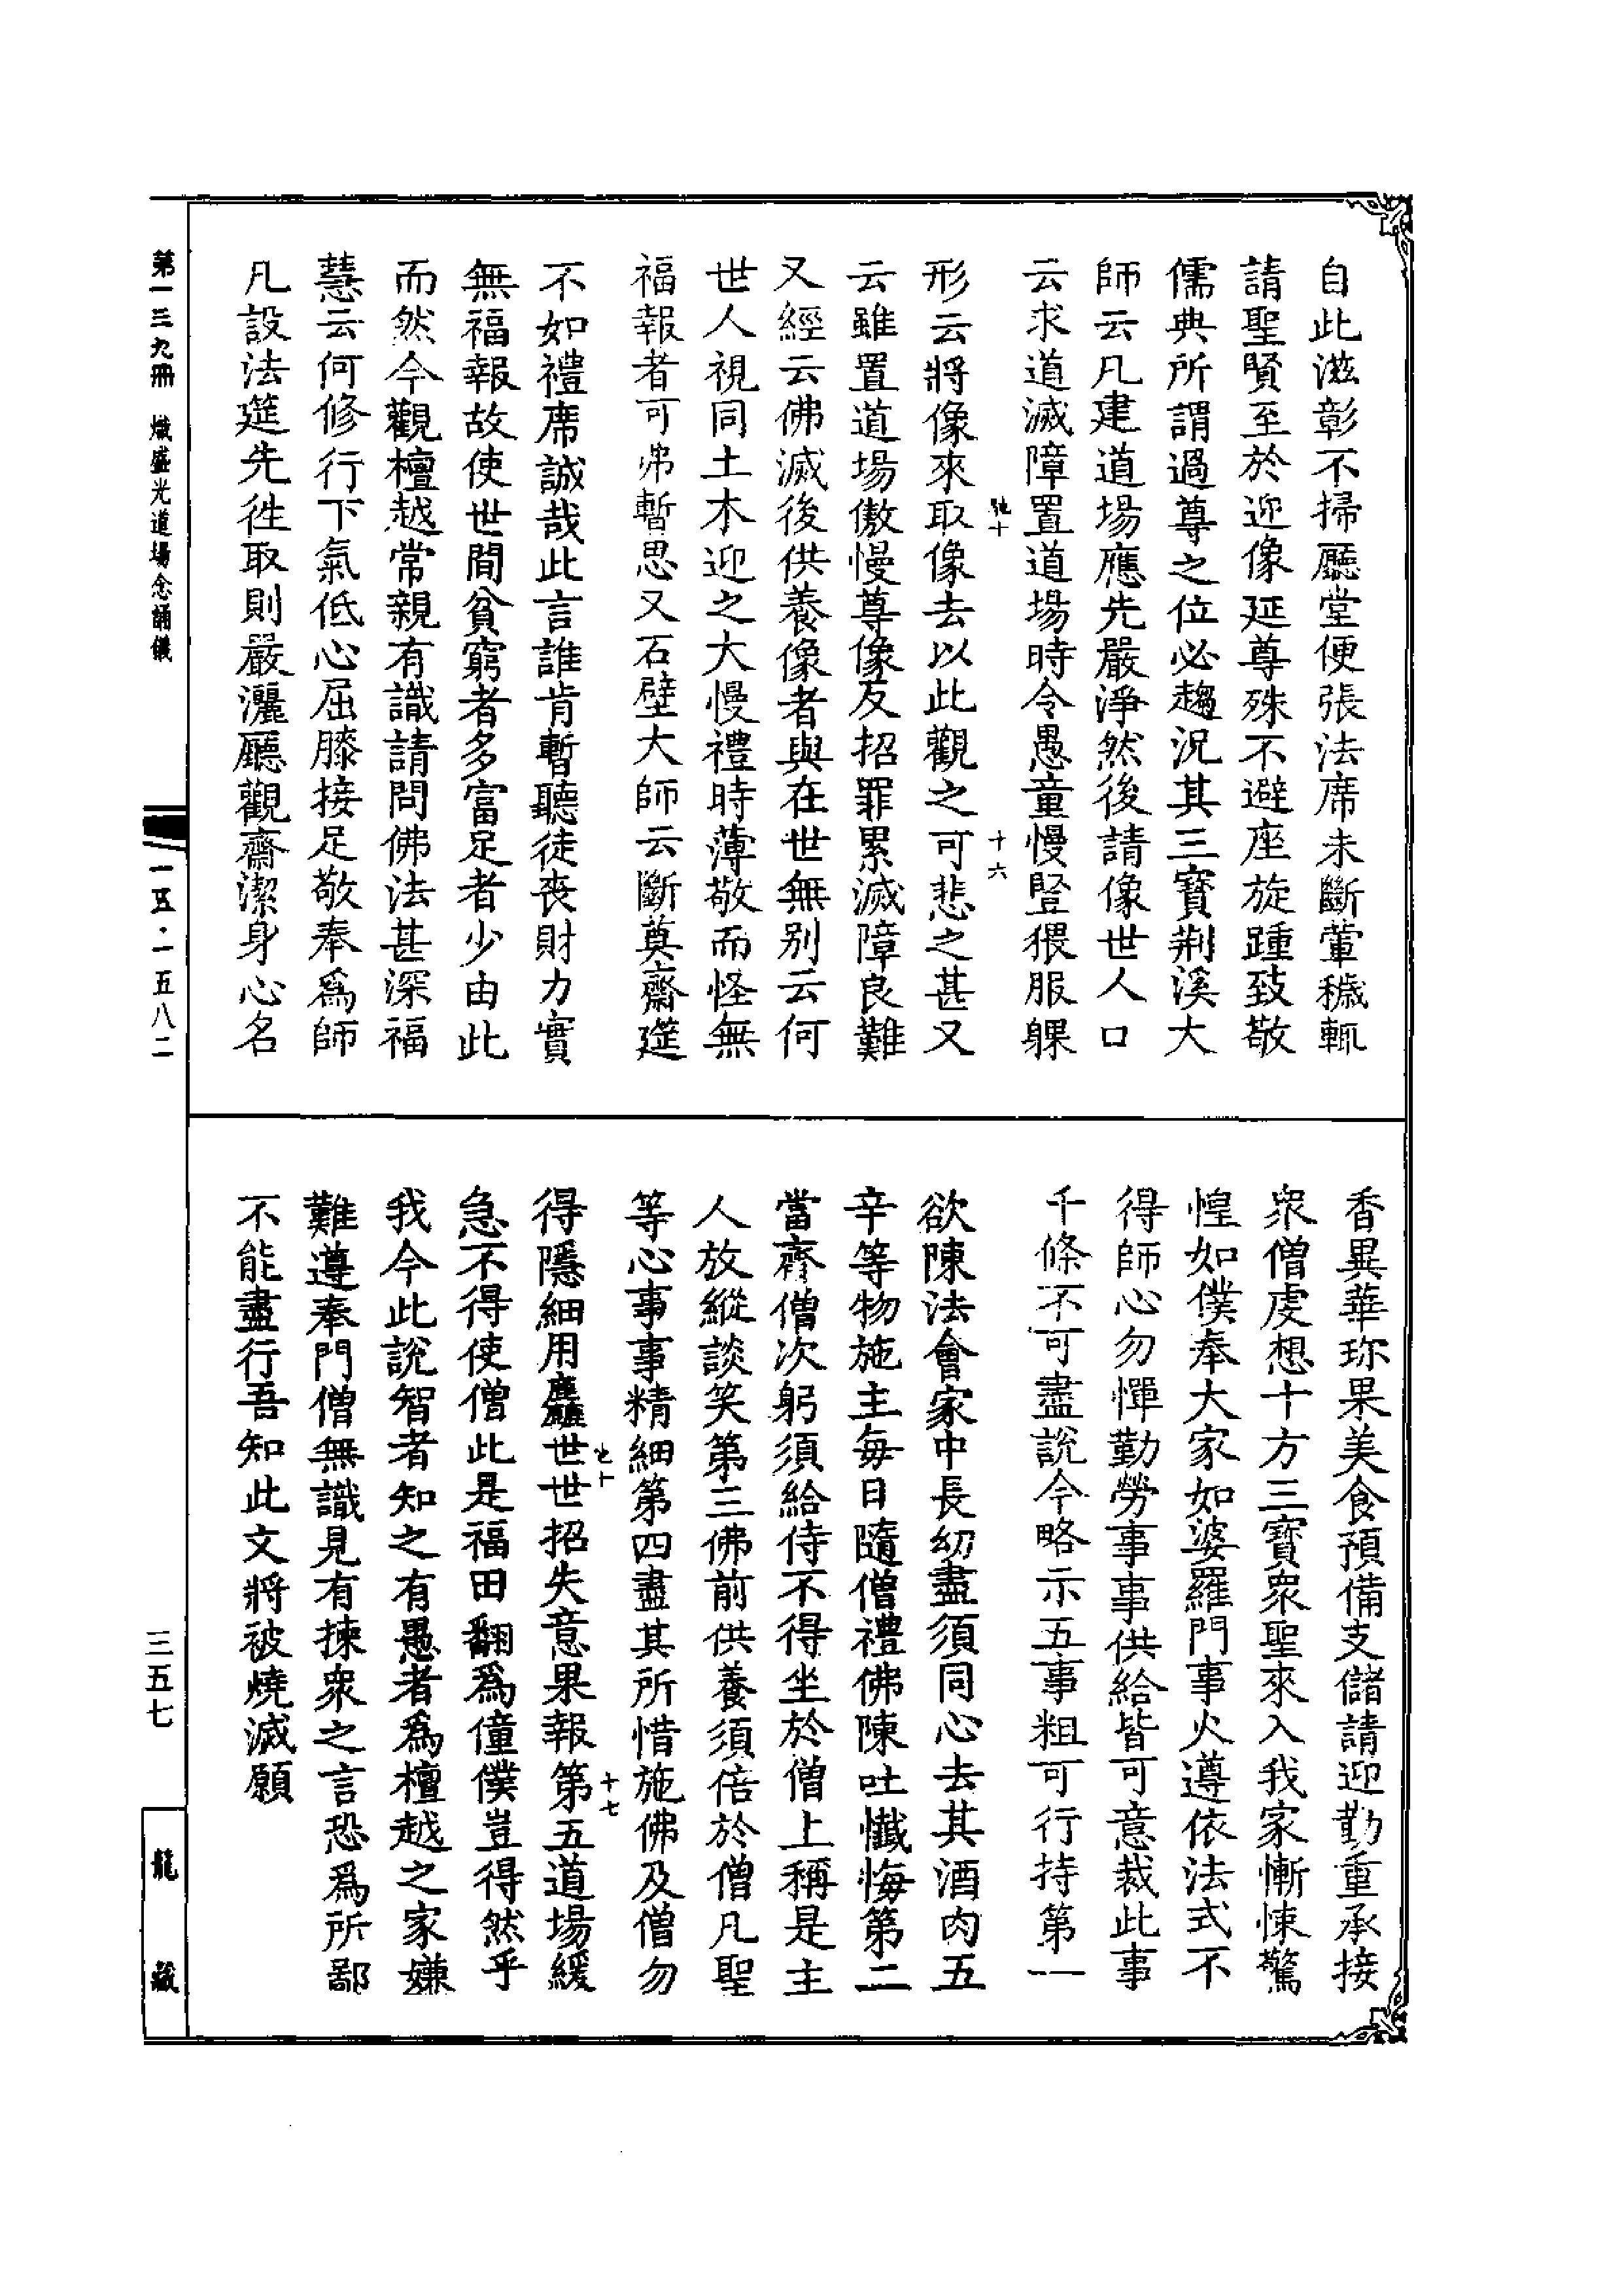 自此滋彰不掃廳堂便張法席未斷葷穢輒
請聖賢至於迎像延尊殊不避座旋踵致敬
儒典所謂過尊之位必趨況其三寶荆溪大
師云凡建道場應先嚴淨然後請像世人口
云求道滅障置道場時令愚童慢豎猥服躶
馳十
十六
形云將像來取像去以此觀之可悲之甚又
云雖置道場傲慢尊像反招罪累滅障良難
又經云佛滅後供養像者與在世無别云何
世人視同土木迎之大慢禮時薄敬而怪無
福報者可弗暫思又石壁大師云斷莫齋筵
不如禮席誠哉此言誰肯暫聽徒丧財力實
無福報故使世間貧窮者多富足者少由此
而然今觀檀越常親有識請問佛法甚深福
慧云何修行下氣低心屈膝接足敬奉爲師
凡設法筵先徃取則嚴灑廳觀齋潔身心名
香異華珎果美食預備支儲請迎勤重承接
衆僧虔想十方三寶衆聖來入我家慚悚驚
惶如僕奉大家如婆羅門事火遵依法式不
得師心勿憚勤勞事事供給皆可意裁此事
千條不可盡說今略示五事粗可行持第一
欲陳法會家中長幼盡須同心去其酒肉五
辛等物施主每日隨僧禮佛陳吐懺悔第二
當齋僧次躬須給侍不得坐於僧上稱是主
人放縱談笑第三佛前供養須倍於僧凡聖
等心事事精細第四盡其所惜施佛及僧勿
十七
得隱細用麤世世招失意果報第五道場緩
急不得使僧此是福田翻爲僮僕豈得然乎
我今此說智者知之有愚者爲檀越之家嫌
難遵奉門僧無識見有揀衆之言恐爲所鄙
不能盡行吾知此文將被燒滅願
第一三九冊 熾盛光道場念誦儀
一五·一五八二
三五七
龍藏